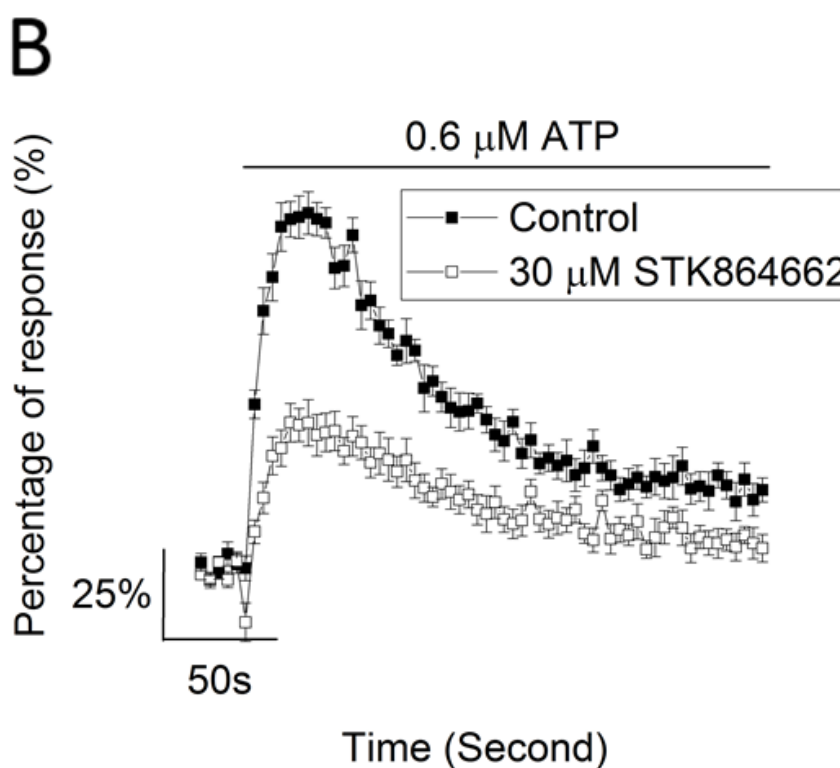 B
0.6 μM ATP
Control
30 μM STK864662
Percentage of response (%)
25%
50s
Time (Second)